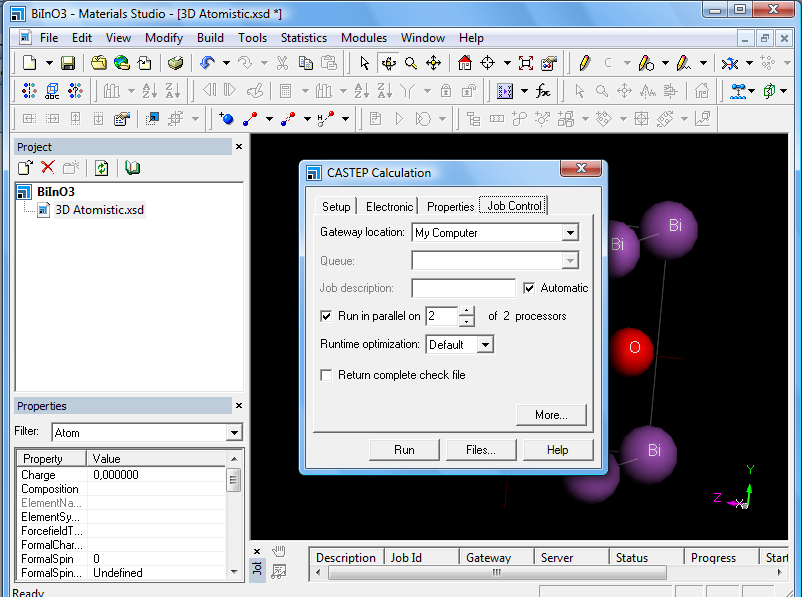 BiInO3 - Materials Studio - [3D Atomistic.xsd *]
File Edit View Modify Build Tools Statistics Modules Window Help
Project
BiInO3
3D Atomistic.xsd
CASTEP Calculation
Setup Electronic Properties Job Control
Gateway location: My Computer
Queue:
Job description: Automatic
Run in parallel on 2 of 2 processors
Runtime optimization: Default
Return complete check file
More...
Run Files... Help
Bi
Bi
O
Bi
Y
Z X
Properties
Filter: Atom
Property Value
Charge 0,000000
Composition
ElementNa...
ElementSy...
ForcefieldT...
FormalChar...
FormalSpin 0
FormalSpin... Undefined
Job
Description Job Id Gateway Server Status Progress Start
Ready